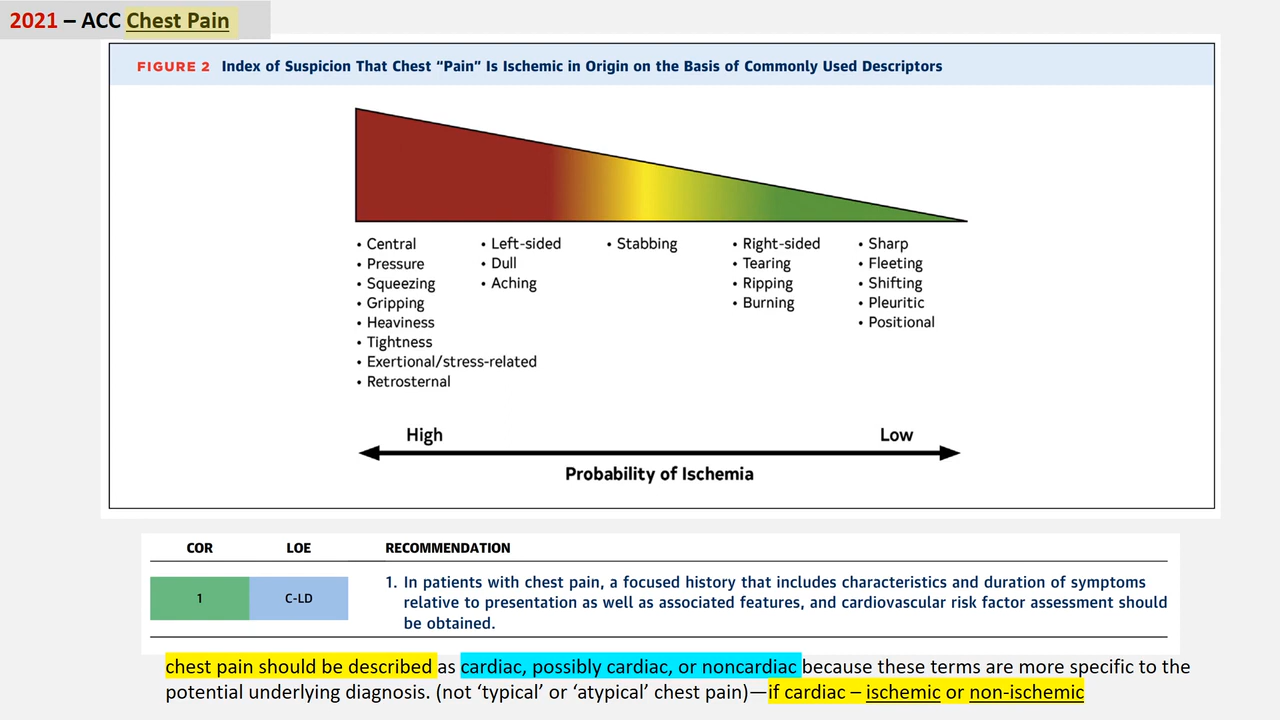 2021 – ACC Chest Pain
FIGURE 2 Index of Suspicion That Chest “Pain” Is Ischemic in Origin on the Basis of Commonly Used Descriptors
• Central
• Pressure
• Squeezing
• Gripping
• Heaviness
• Tightness
• Exertional/stress-related
• Retrosternal
• Left-sided
• Dull
• Aching
• Stabbing
• Right-sided
• Tearing
• Ripping
• Burning
• Sharp
• Fleeting
• Shifting
• Pleuritic
• Positional
High
Low
Probability of Ischemia
COR LOE RECOMMENDATION
1 C-LD
1. In patients with chest pain, a focused history that includes characteristics and duration of symptoms
relative to presentation as well as associated features, and cardiovascular risk factor assessment should
be obtained.
chest pain should be described as cardiac, possibly cardiac, or noncardiac because these terms are more specific to the
potential underlying diagnosis. (not ‘typical’ or ‘atypical’ chest pain)—if cardiac – ischemic or non-ischemic